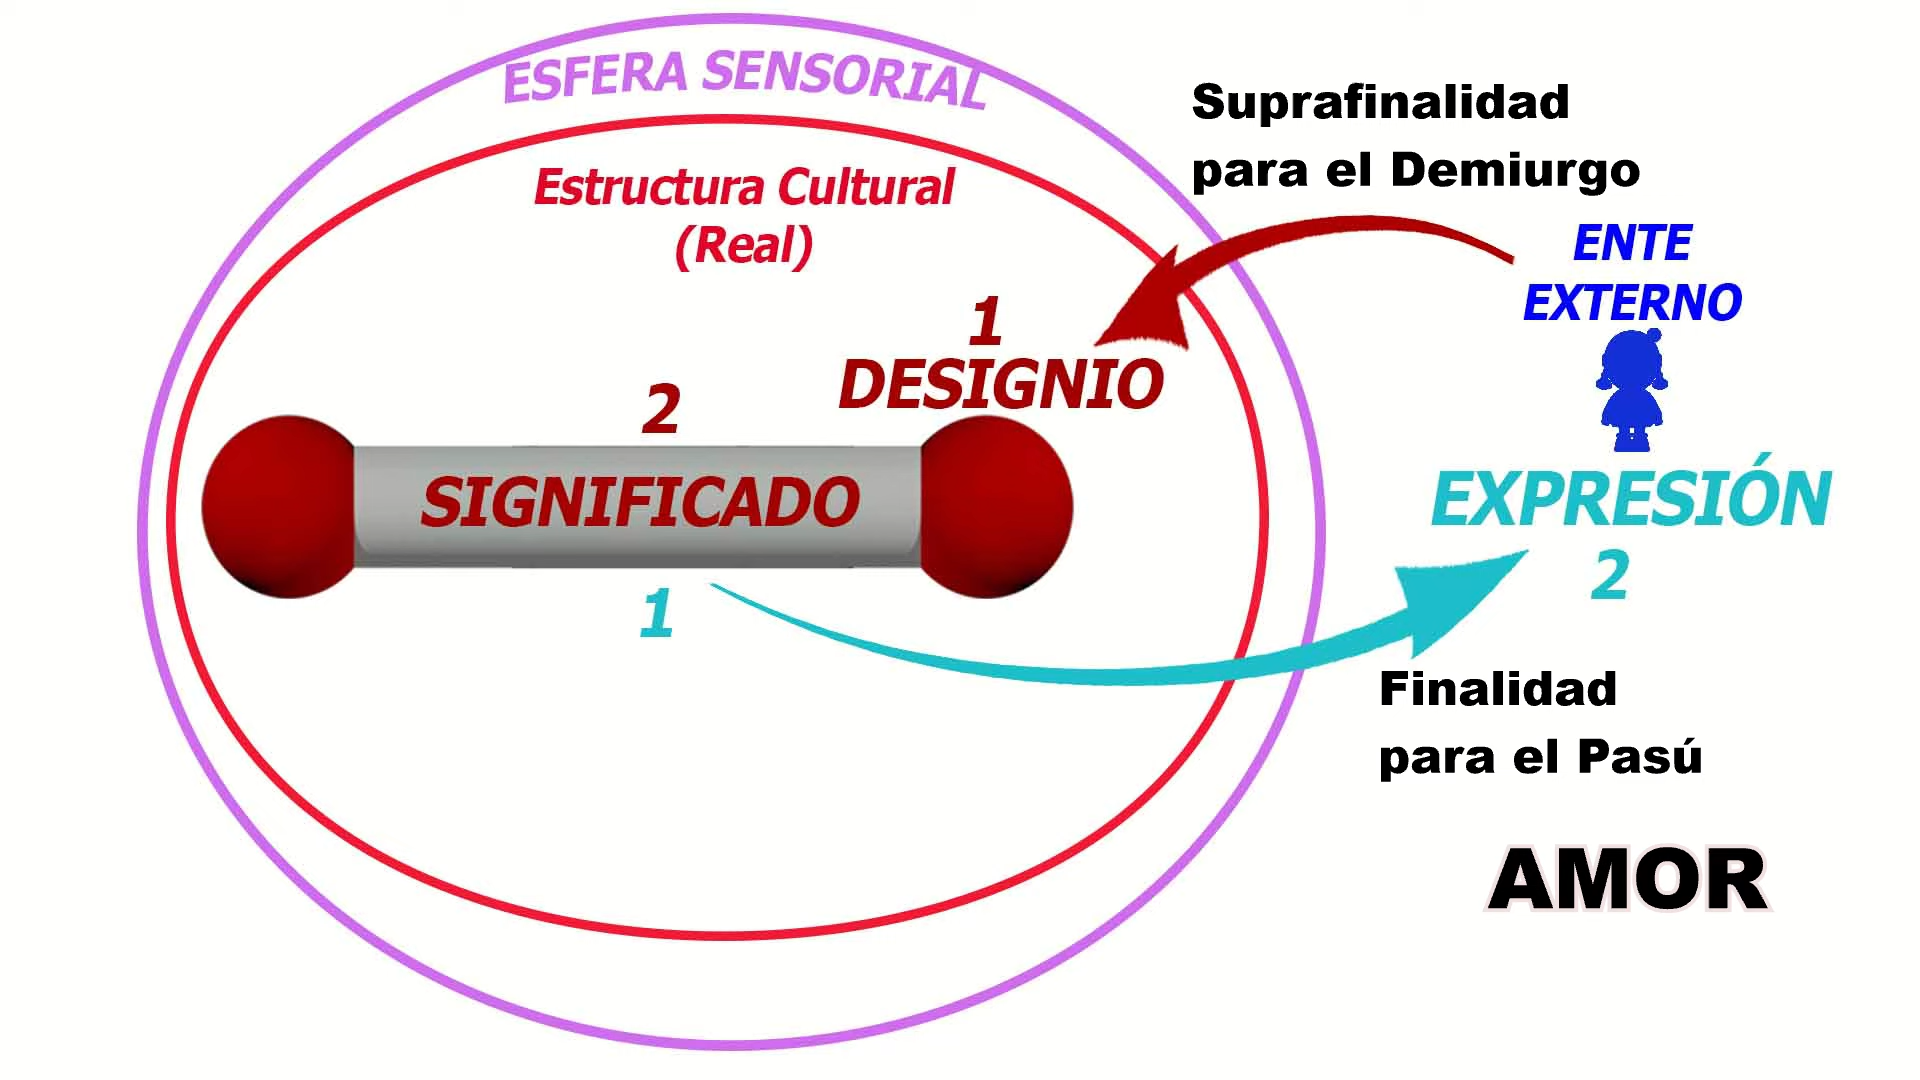 ESFERA SENSORIAL
Estructura Cultural
(Real)
Suprafinalidad
para el Demiurgo
ENTE
EXTERNO
1
DESIGNIO
2
SIGNIFICADO
1
EXPRESIÓN
2
Finalidad
para el Pasú
AMOR